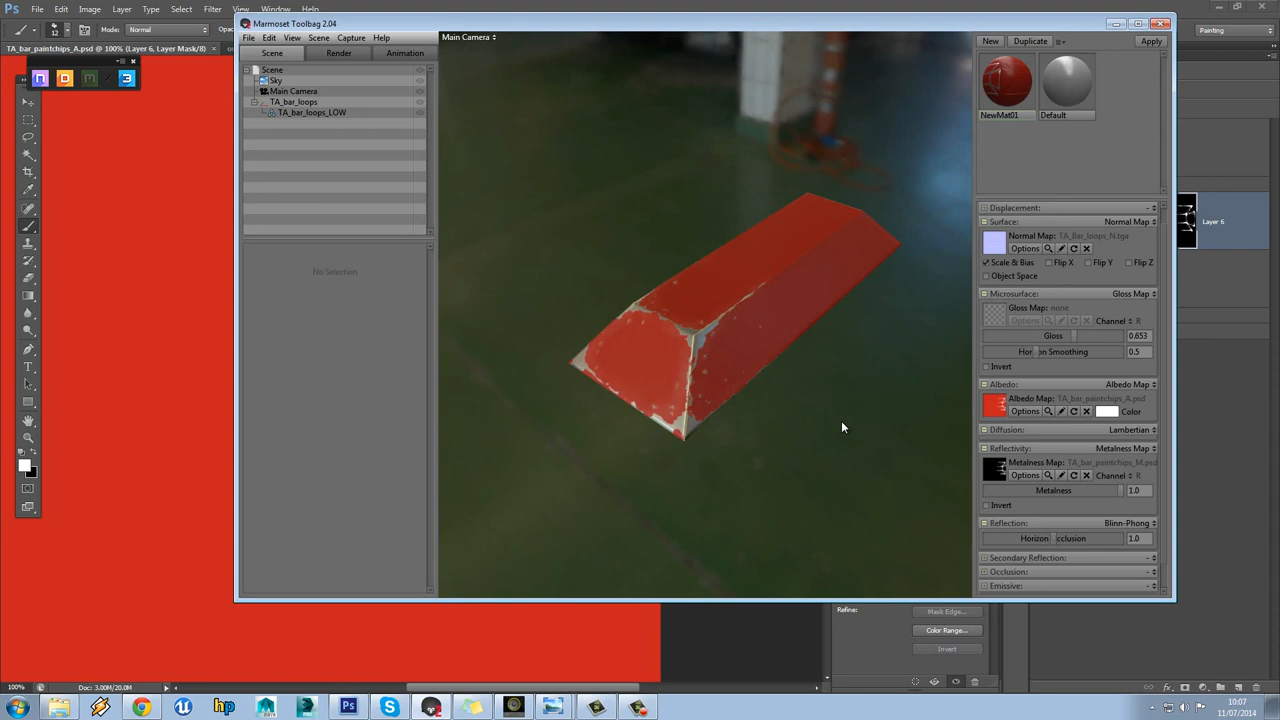 Ps File Edit Image Layer Type Select Filter 3D View Window Help
Marmoset Toolbag 2.04
12 Mode: Normal
File Edit View Scene Capture Help
TA_bar_paintchips_A.psd @ 100% (Layer 6, Layer Mask/8)
Main Camera
Painting
Scene Render Animation
New Duplicate Apply
Scene
Sky
Main Camera
TA_bar_loops
TA_bar_loops_LOW
NewMat01 Default
Displacement: -
Surface: Normal Map
Normal Map: TA_Bar_loops_N.tga
Options
Scale & Bias Flip X Flip Y Flip Z
Object Space
Microsurface: Gloss Map
Gloss Map: none
Options Channel R
Gloss 0.653
Horizon Smoothing 0.5
Invert
Albedo: Albedo Map
Albedo Map: TA_bar_paintchips_A.psd
Options Color
Diffusion: Lambertian
Reflectivity: Metalness Map
Metalness Map: TA_bar_paintchips_M.psd
Options Channel R
Metalness 1.0
Invert
Reflection: Blinn-Phong
Horizon Occlusion 1.0
Secondary Reflection: -
Occlusion: -
Emissive: -
No Selection
Layer 6
Refine: Mask Edge...
Color Range...
Invert
100% Doc: 3.00M/20.0M
10:07
11/07/2014